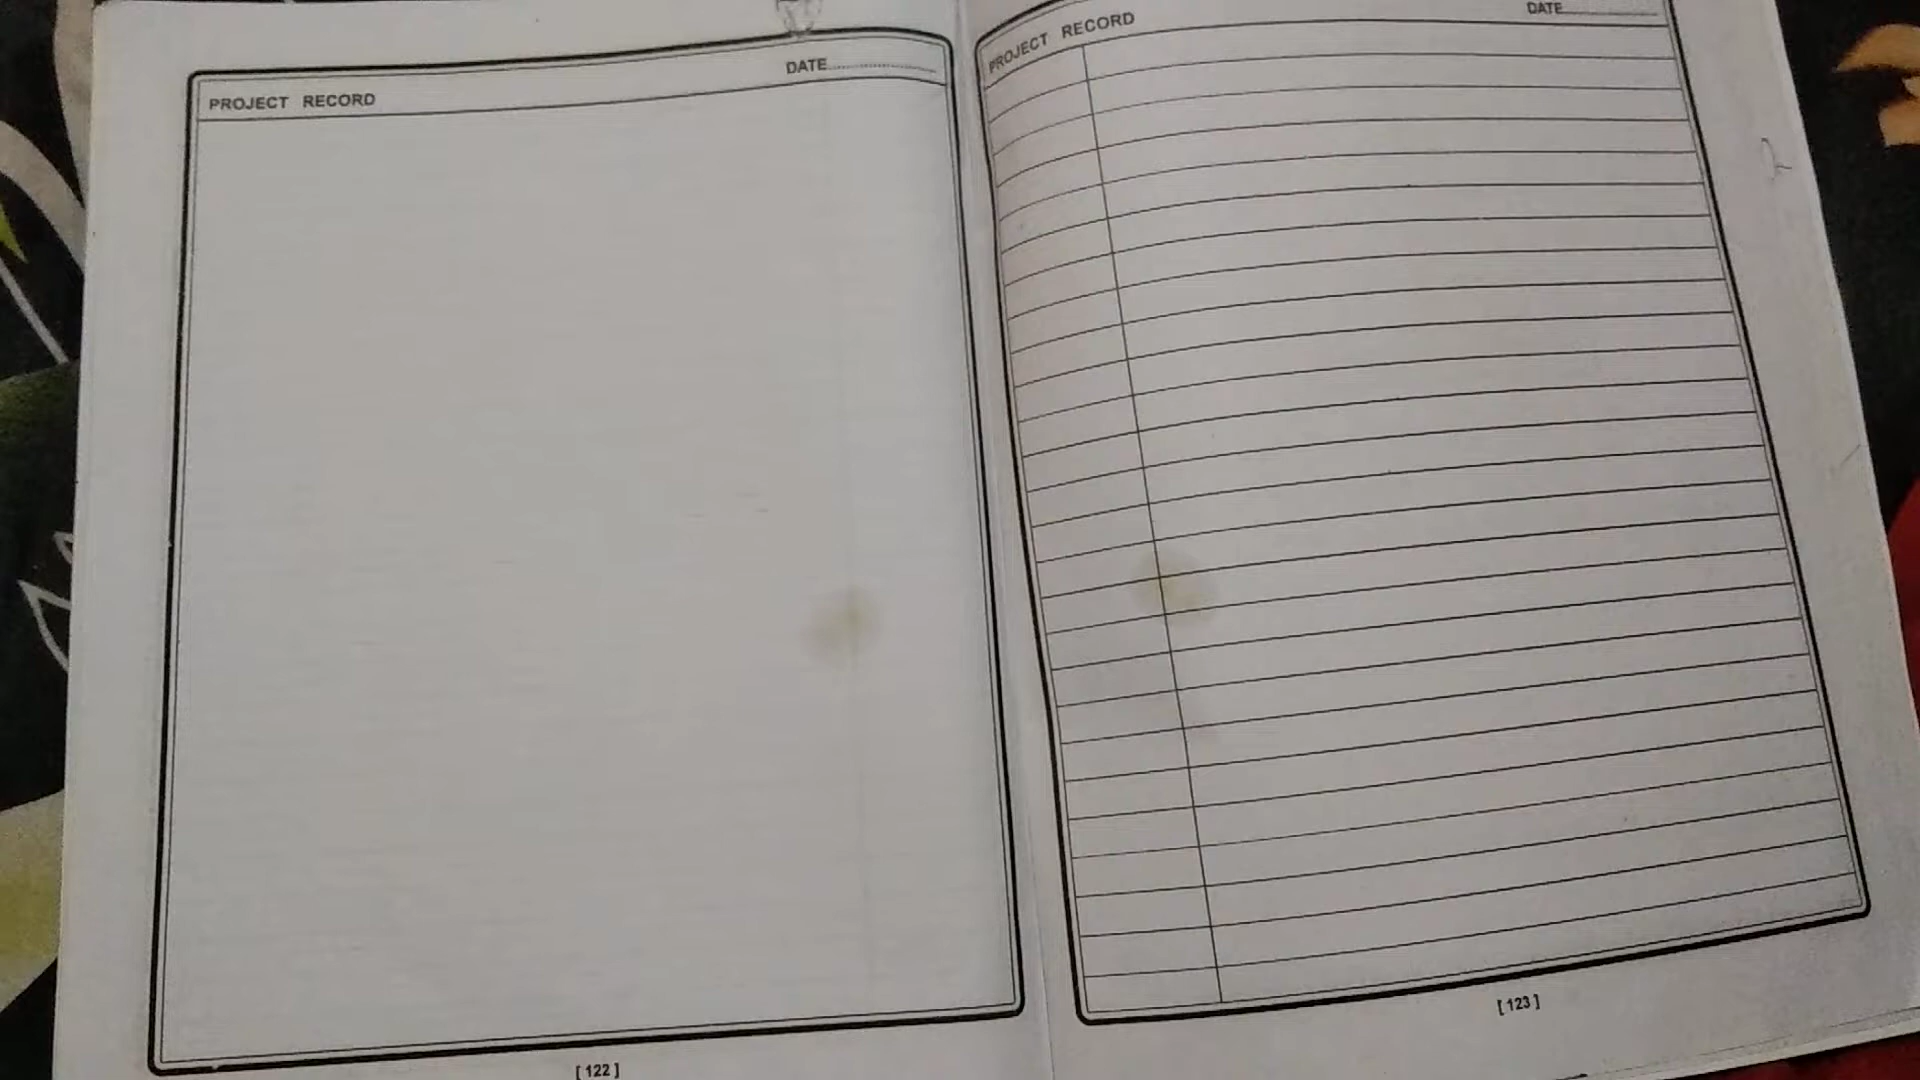 PROJECT RECORD
DATE....................
[ 122 ]
PROJECT RECORD
DATE
[ 123 ]